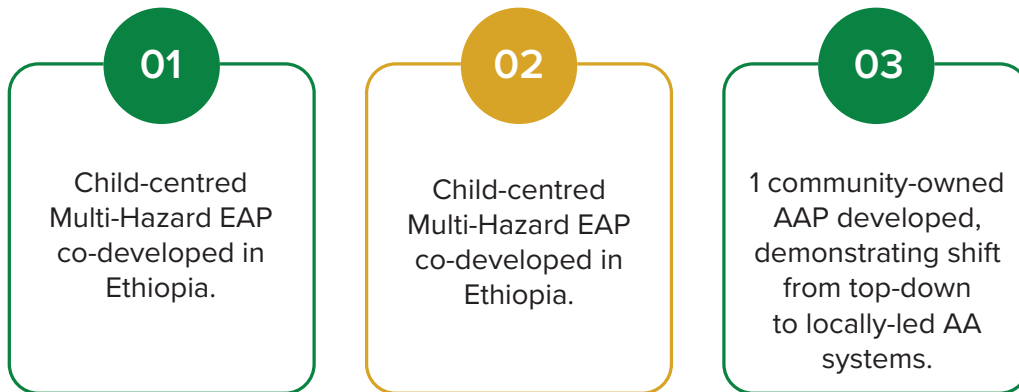 01
Child-centred
Multi-Hazard EAP
co-developed in
Ethiopia.
02
Child-centred
Multi-Hazard EAP
co-developed in
Ethiopia.
03
1 community-owned
AAP developed,
demonstrating shift
from top-down
to locally-led AA
systems.